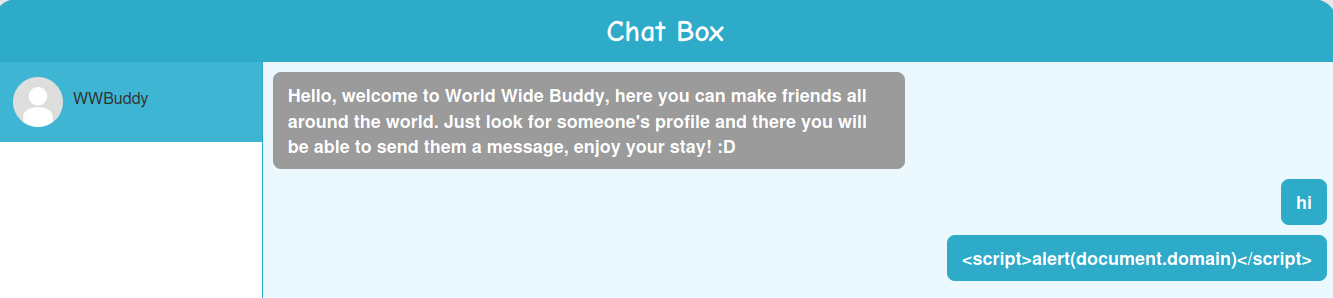 Chat Box
WWBuddy
Hello, welcome to World Wide Buddy, here you can make friends all
around the world. Just look for someone's profile and there you will
be able to send them a message, enjoy your stay! :D
hi
<script>alert(document.domain)</script>